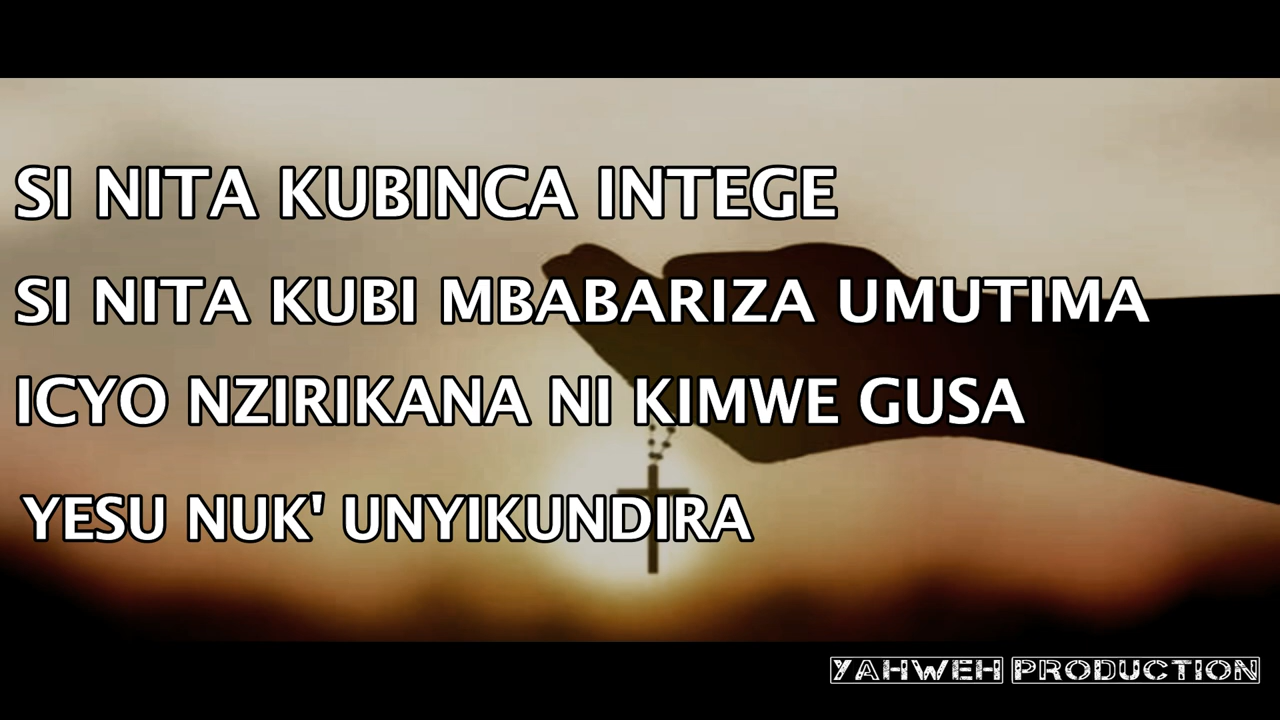 SI NITA KUBINCA INTEGE
SI NITA KUBI MBABARIZA UMUTIMA
ICYO NZIRIKANA NI KIMWE GUSA
YESU NUK' UNYIKUNDIRA
YAHWEH PRODUCTION